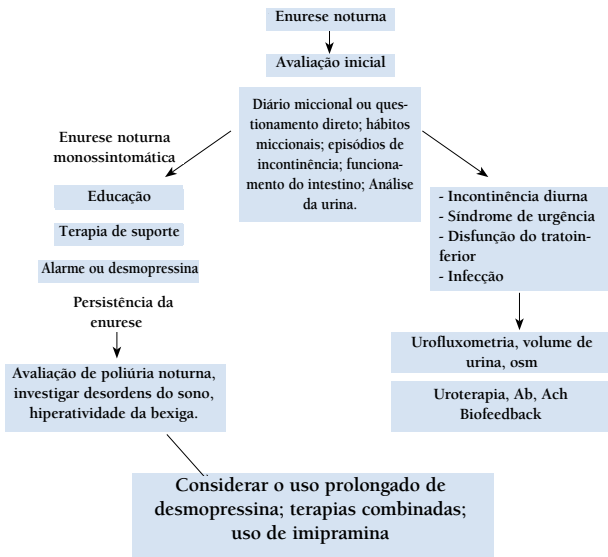 Enurese noturna
Avaliação inicial
Diário miccional ou ques-
tionamento direto; hábitos
miccionais; episódios de
incontinência; funciona-
mento do intestino; Análise
da urina.
Enurese noturna
monossintomática
Educação
Terapia de suporte
Alarme ou desmopressina
Persistência da
enurese
Avaliação de poliúria noturna,
investigar desordens do sono,
hiperatividade da bexiga.
- Incontinência diurna
- Síndrome de urgência
- Disfunção do tratoin-
ferior
- Infecção
Urofluxometria, volume de
urina, osm
Uroterapia, Ab, Ach
Biofeedback
Considerar o uso prolongado de
desmopressina; terapias combinadas;
uso de imipramina